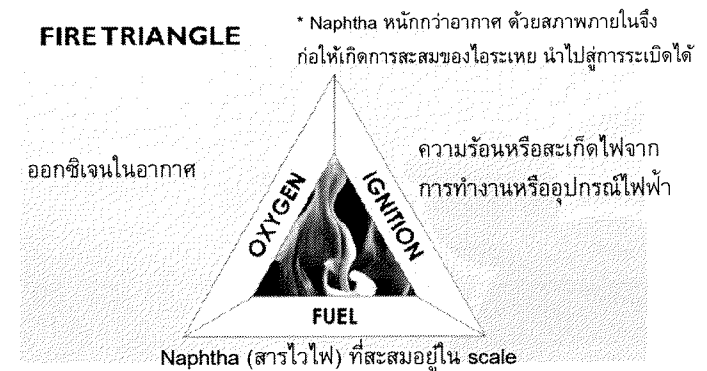 FIRE TRIANGLE
* Naphtha หนักกว่าอากาศ ด้วยสภาพภายในจึง
ก่อให้เกิดการสะสมของไอระเหย นำไปสู่การระเบิดได้
ออกซิเจนในอากาศ
ความร้อนหรือสะเก็ดไฟจาก
การทำงานหรืออุปกรณ์ไฟฟ้า
OXYGEN
IGNITION
FUEL
Naphtha (สารไวไฟ) ที่สะสมอยู่ใน scale